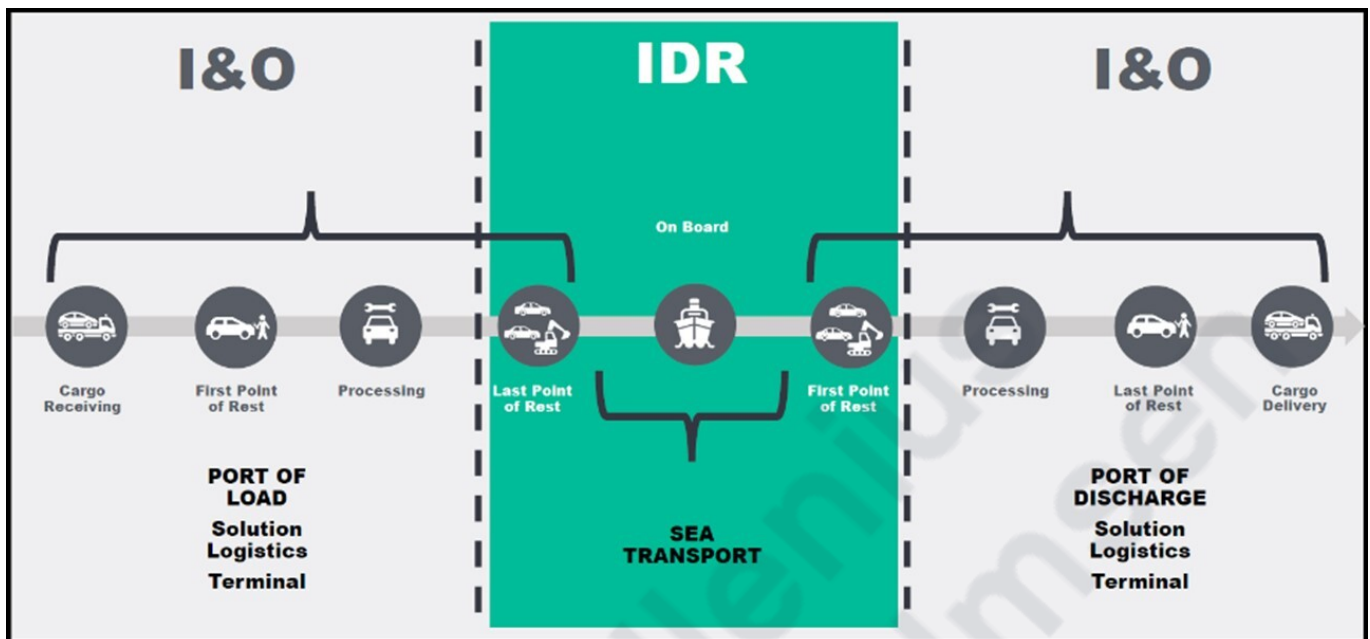 I&O
IDR
I&O
On Board
Cargo
Receiving
First Point
of Rest
Processing
Last Point
of Rest
First Point
of Rest
Processing
Last Point
of Rest
Cargo
Delivery
PORT OF
LOAD
Solution
Logistics
Terminal
SEA
TRANSPORT
PORT OF
DISCHARGE
Solution
Logistics
Terminal